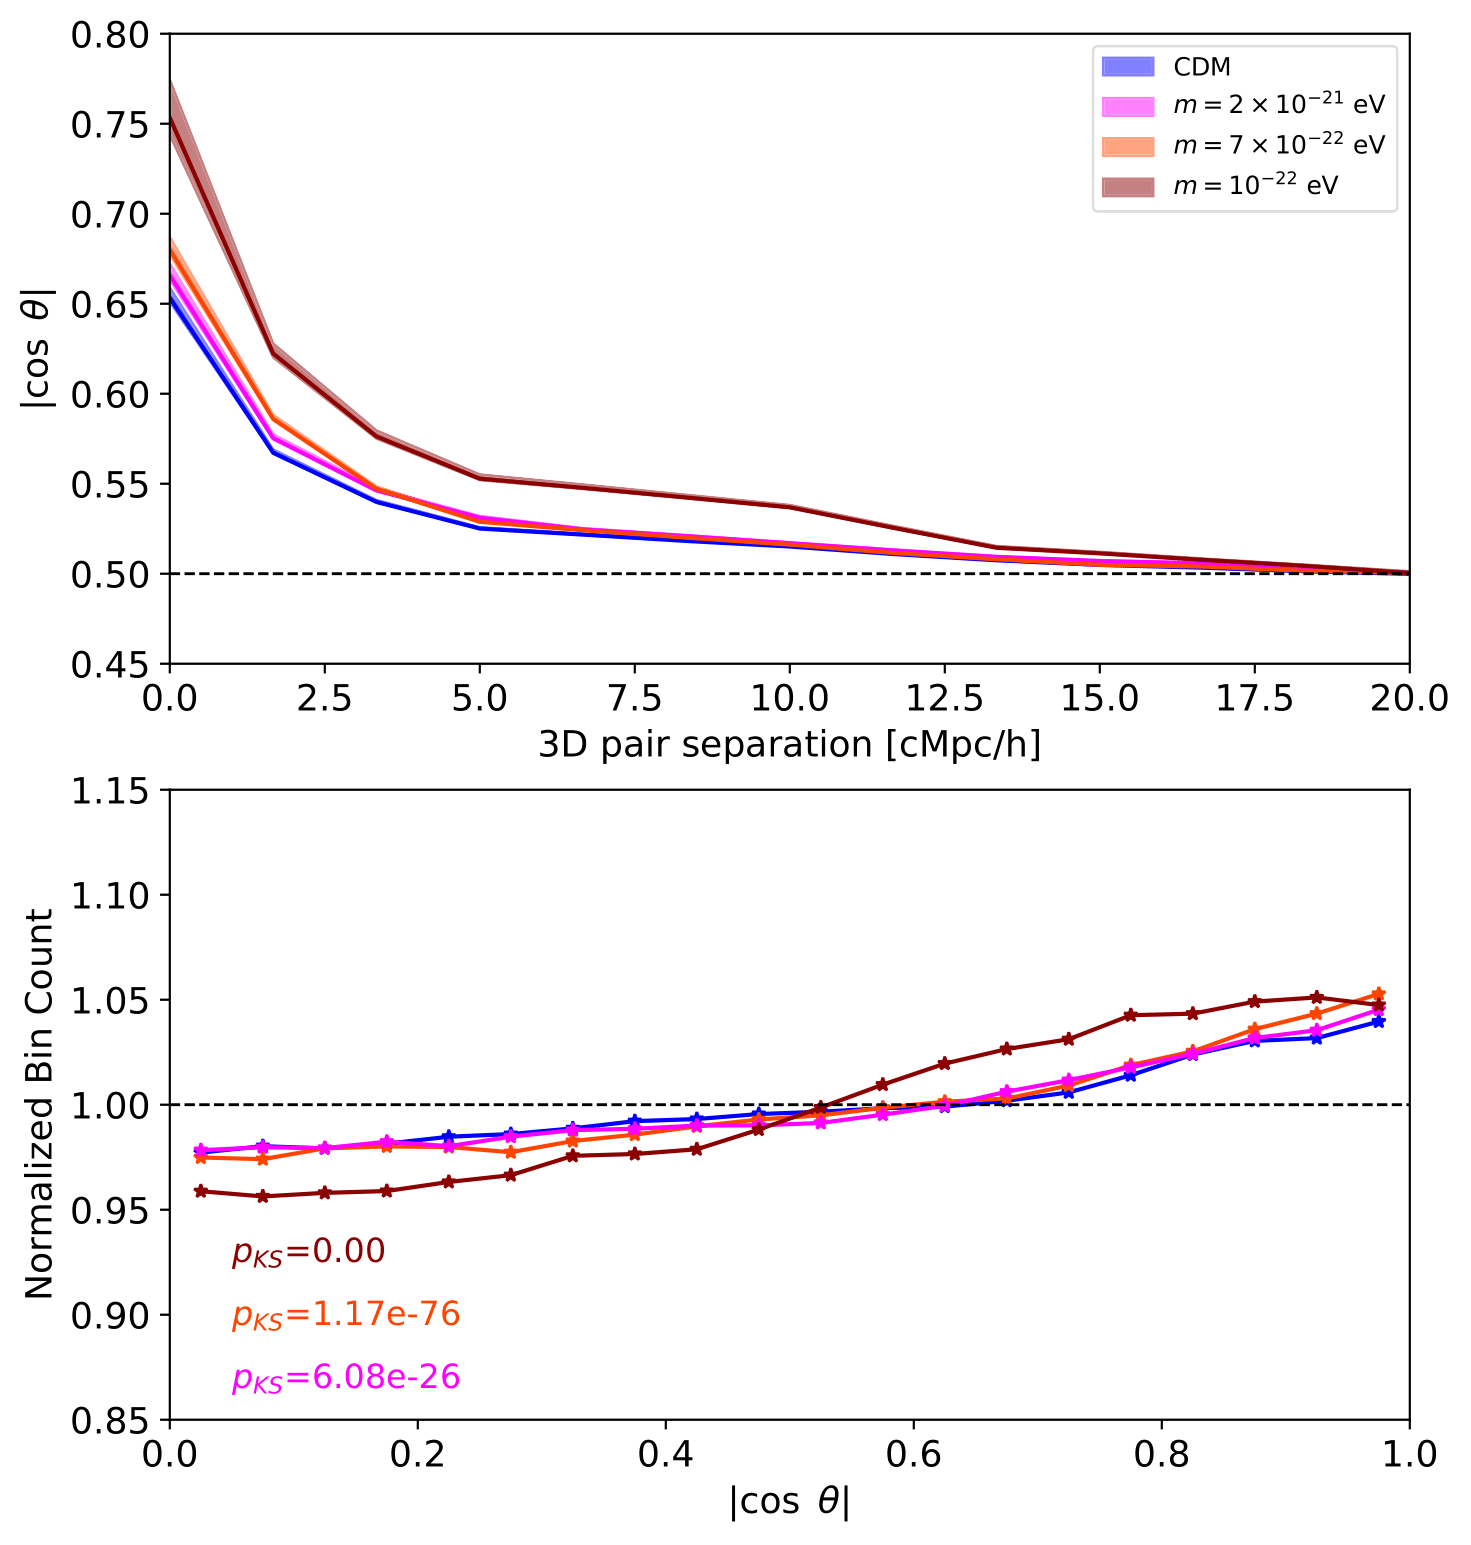 0.80
0.75
0.70
0.65
0.60
0.55
0.50
0.45
|cos θ|
CDM
m = 2 × 10⁻²¹ eV
m = 7 × 10⁻²² eV
m = 10⁻²² eV
0.0 2.5 5.0 7.5 10.0 12.5 15.0 17.5 20.0
3D pair separation [cMpc/h]
1.15
1.10
1.05
1.00
0.95
0.90
0.85
Normalized Bin Count
p_KS=0.00
p_KS=1.17e-76
p_KS=6.08e-26
0.0 0.2 0.4 0.6 0.8 1.0
|cos θ|